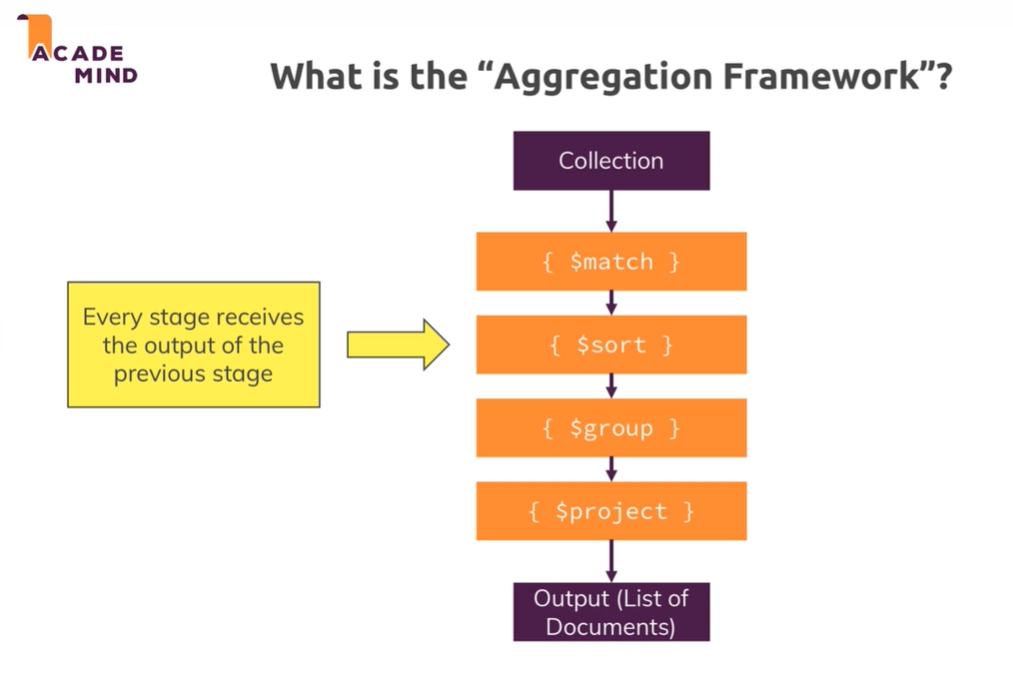 ACADE
MIND
What is the “Aggregation Framework”?
Collection
{ $match }
Every stage receives
the output of the
previous stage
{ $sort }
{ $group }
{ $project }
Output (List of
Documents)